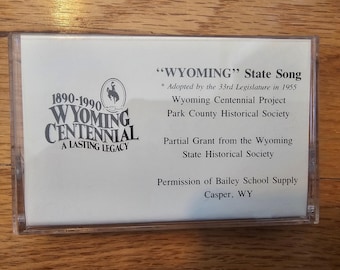 1890-1990
WYOMING
CENTENNIAL
A LASTING LEGACY
"WYOMING" State Song
* Adopted by the 33rd Legislature in 1955
Wyoming Centennial Project
Park County Historical Society
Partial Grant from the Wyoming
State Historical Society
Permission of Bailey School Supply
Casper, WY